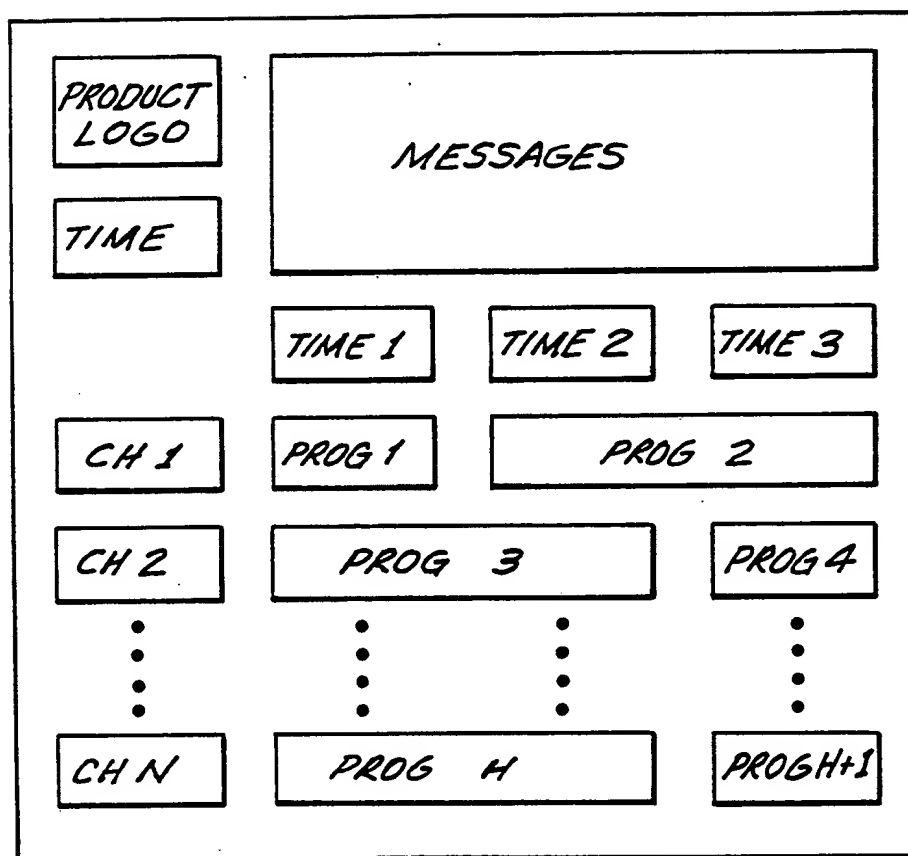 PRODUCT
LOGO
MESSAGES
TIME
TIME 1
TIME 2
TIME 3
CH 1
PROG 1
PROG 2
CH 2
PROG 3
PROG 4
CH N
PROG H
PROG H+1